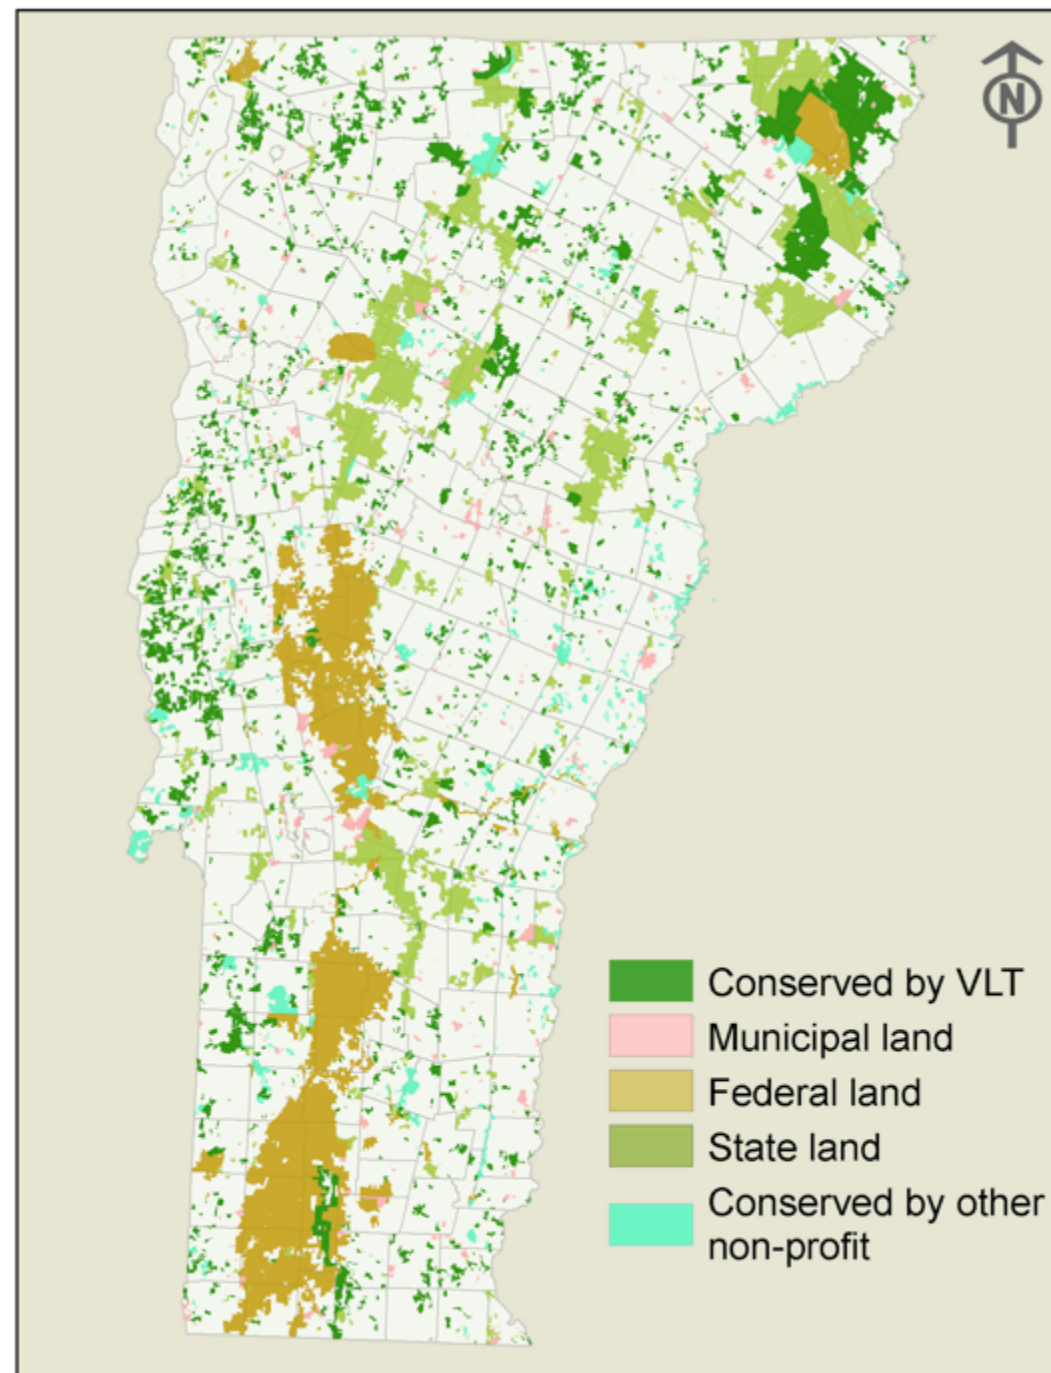 N
Conserved by VLT
Municipal land
Federal land
State land
Conserved by other
non-profit